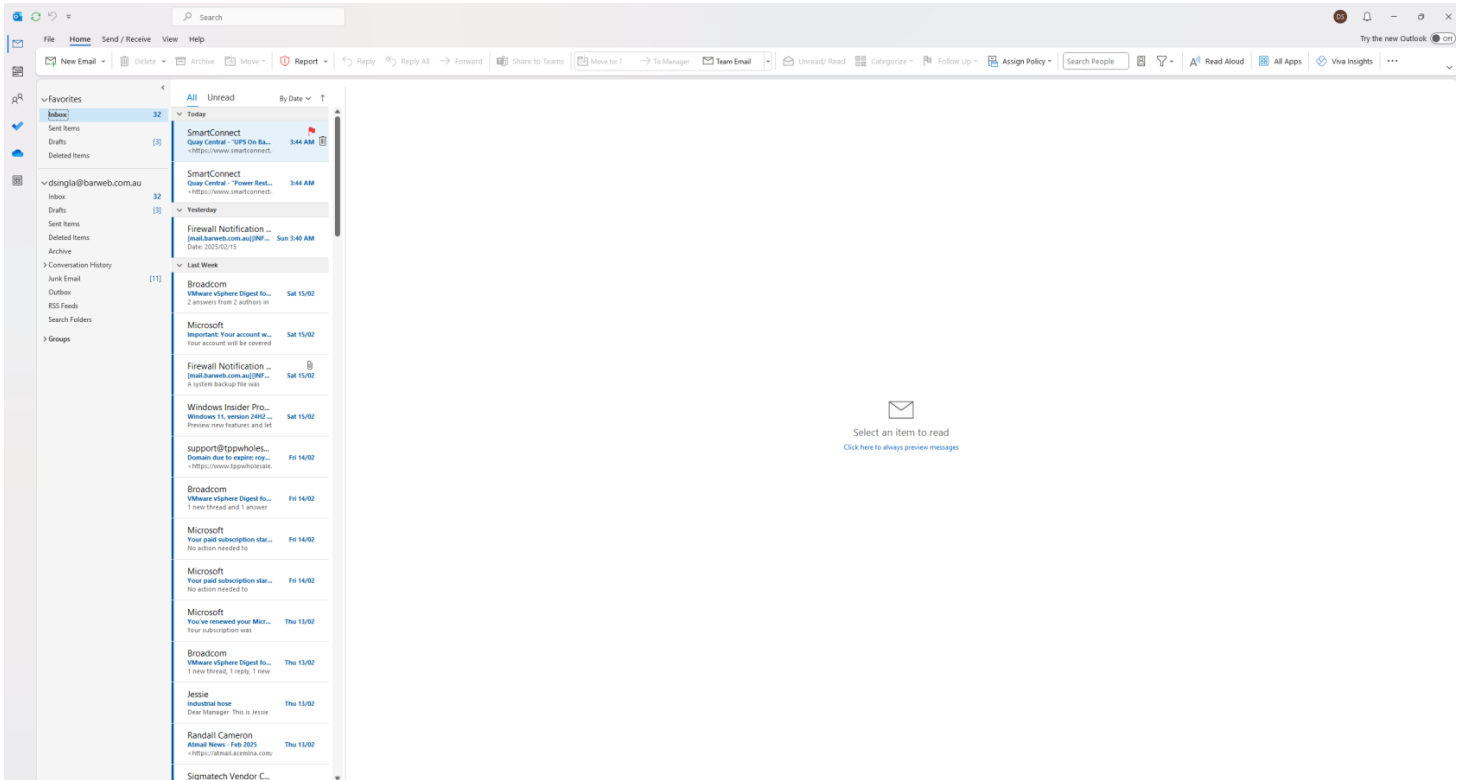 Search
DS
File Home Send / Receive View Help
Try the new Outlook Off
New Email Delete Archive Move Report Reply Reply All Forward Share to Teams Move to: ? To Manager Team Email Unread/ Read Categorize Follow Up Assign Policy Search People Read Aloud All Apps Viva Insights
Favorites
Inbox 32
Sent Items
Drafts [3]
Deleted Items
dsingla@barweb.com.au
Inbox 32
Drafts [3]
Sent Items
Deleted Items
Archive
Conversation History
Junk Email [11]
Outbox
RSS Feeds
Search Folders
Groups
All Unread By Date
Today
SmartConnect
Quay Central - "UPS On Ba... 3:44 AM
<https://www.smartconnect.
SmartConnect
Quay Central - "Power Rest... 3:44 AM
<https://www.smartconnect.
Yesterday
Firewall Notification ...
[mail.barweb.com.au][INF... Sun 3:40 AM
Date: 2025/02/15
Last Week
Broadcom
VMware vSphere Digest fo... Sat 15/02
2 answers from 2 authors in
Microsoft
Important: Your account w... Sat 15/02
Your account will be covered
Firewall Notification ...
[mail.barweb.com.au][INF... Sat 15/02
A system backup file was
Windows Insider Pro...
Windows 11, version 24H2 ... Sat 15/02
Preview new features and let
support@tppwholes...
Domain due to expire: roy... Fri 14/02
<https://www.tppwholesale.
Broadcom
VMware vSphere Digest fo... Fri 14/02
1 new thread and 1 answer
Microsoft
Your paid subscription star... Fri 14/02
No action needed to
Microsoft
Your paid subscription star... Fri 14/02
No action needed to
Microsoft
You've renewed your Micr... Thu 13/02
Your subscription was
Broadcom
VMware vSphere Digest fo... Thu 13/02
1 new thread, 1 reply, 1 new
Jessie
industrial hose Thu 13/02
Dear Manager This is Jessie
Randall Cameron
Atmail News - Feb 2025 Thu 13/02
<https://atmail.acemlna.com/
Sigmatech Vendor C...
Select an item to read
Click here to always preview messages